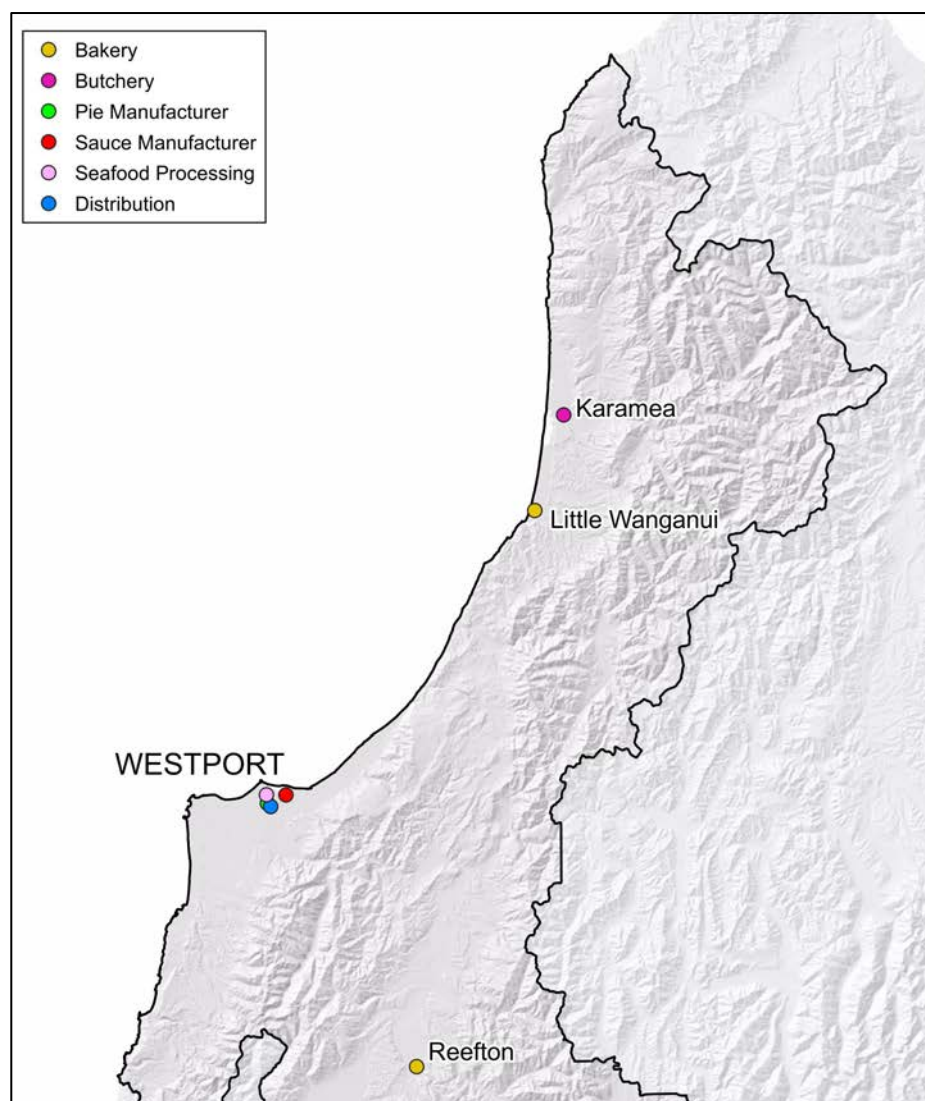 Bakery
Butchery
Pie Manufacturer
Sauce Manufacturer
Seafood Processing
Distribution
Karamea
Little Wanganui
WESTPORT
Reefton